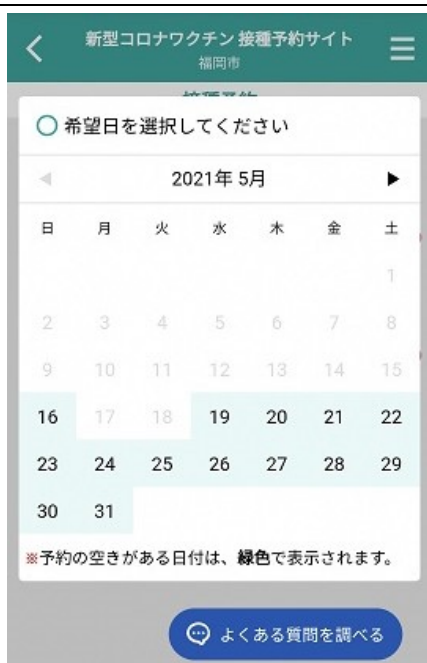 新型コロナワクチン 接種予約サイト
福岡市
希望日を選択してください
2021年 5月
日 月 火 水 木 金 土
1
2 3 4 5 6 7 8
9 10 11 12 13 14 15
16 17 18 19 20 21 22
23 24 25 26 27 28 29
30 31
※予約の空きがある日付は、緑色で表示されます。
よくある質問を調べる